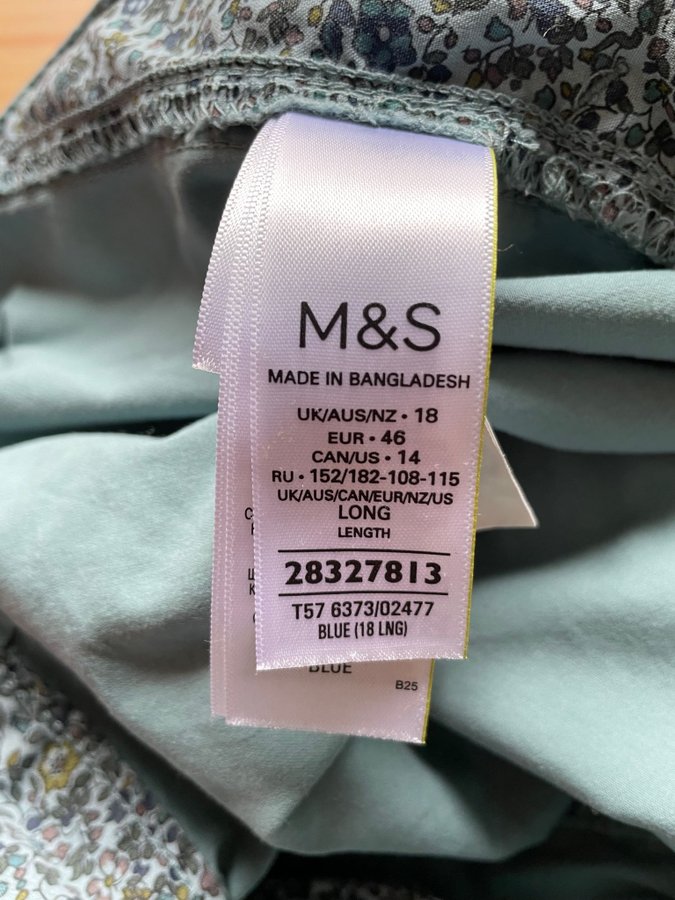 M&S
MADE IN BANGLADESH
UK/AUS/NZ • 18
EUR • 46
CAN/US • 14
RU • 152/182-108-115
UK/AUS/CAN/EUR/NZ/US
LONG
LENGTH
28327813
T57 6373/02477
BLUE (18 LNG)
BLUE
B25